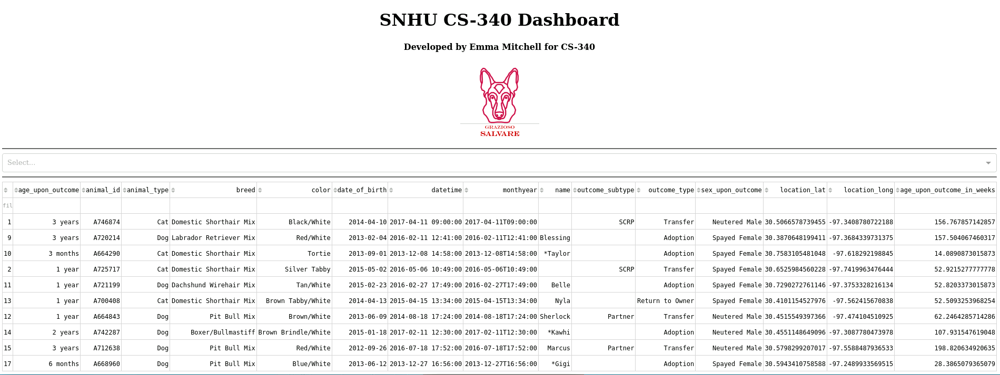 SNHU CS-340 Dashboard
Developed by Emma Mitchell for CS-340
GRAZIOSO
SALVARE
Select...
age_upon_outcome animal_id animal_type breed color date_of_birth datetime monthyear name outcome_subtype outcome_type sex_upon_outcome location_lat location_long age_upon_outcome_in_weeks
fil
1 3 years A746874 Cat Domestic Shorthair Mix Black/White 2014-04-10 2017-04-11 09:00:00 2017-04-11T09:00:00 SCRP Transfer Neutered Male 30.5066578739455 -97.3408780722188 156.767857142857
9 3 years A720214 Dog Labrador Retriever Mix Red/White 2013-02-04 2016-02-11 12:41:00 2016-02-11T12:41:00 Blessing Adoption Spayed Female 30.3870648199411 -97.3684339731375 157.504067460317
10 3 months A664290 Cat Domestic Shorthair Mix Tortie 2013-09-01 2013-12-08 14:58:00 2013-12-08T14:58:00 *Taylor Adoption Spayed Female 30.7583105481048 -97.618292198845 14.0890873015873
2 1 year A725717 Cat Domestic Shorthair Mix Silver Tabby 2015-05-02 2016-05-06 10:49:00 2016-05-06T10:49:00 SCRP Transfer Spayed Female 30.6525984560228 -97.7419963476444 52.9215277777778
11 1 year A721199 Dog Dachshund Wirehair Mix Tan/White 2015-02-23 2016-02-27 17:49:00 2016-02-27T17:49:00 Belle Adoption Spayed Female 30.7290272761146 -97.3753328216134 52.8203373015873
13 1 year A700408 Cat Domestic Shorthair Mix Brown Tabby/White 2014-04-13 2015-04-15 13:34:00 2015-04-15T13:34:00 Nyla Return to Owner Spayed Female 30.4101154527976 -97.562415670838 52.5093253968254
12 1 year A664843 Dog Pit Bull Mix Brown/White 2013-06-09 2014-08-18 17:24:00 2014-08-18T17:24:00 Sherlock Partner Transfer Neutered Male 30.4515549397366 -97.474104510925 62.2464285714286
14 2 years A742287 Dog Boxer/Bullmastiff Brown Brindle/White 2015-01-18 2017-02-11 12:30:00 2017-02-11T12:30:00 *Kawhi Adoption Neutered Male 30.4551148649096 -97.3087780473978 107.931547619048
15 3 years A712638 Dog Pit Bull Mix Red/White 2012-09-26 2016-07-18 17:52:00 2016-07-18T17:52:00 Marcus Partner Transfer Neutered Male 30.5798299207017 -97.5588487936533 198.820634920635
17 6 months A668960 Dog Pit Bull Mix Blue/White 2013-06-12 2013-12-27 16:56:00 2013-12-27T16:56:00 *Gigi Adoption Spayed Female 30.5943410758588 -97.2489933569515 28.3865079365079